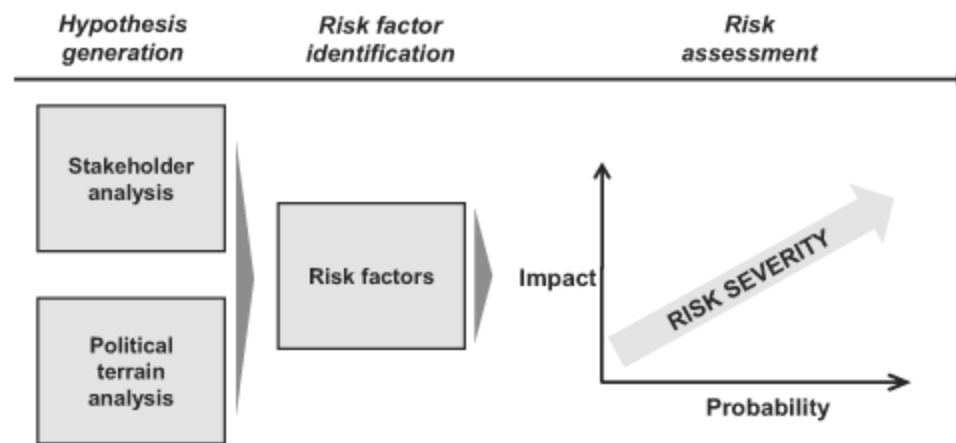 Hypothesis
generation
Risk factor
identification
Risk
assessment
Stakeholder
analysis
Political
terrain
analysis
Risk factors
Impact
RISK SEVERITY
Probability